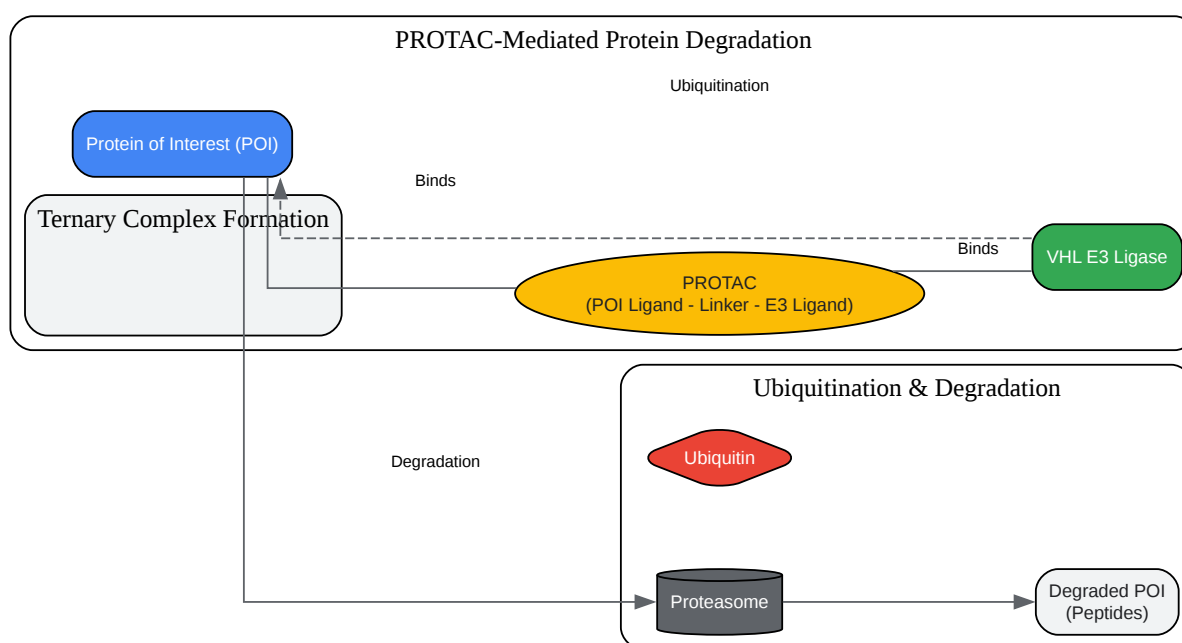 PROTAC-Mediated Protein Degradation
Ubiquitination
Protein of Interest (POI)
Binds
Ternary Complex Formation
Binds
VHL E3 Ligase
PROTAC
(POI Ligand - Linker - E3 Ligand)
Ubiquitination & Degradation
Ubiquitin
Degradation
Proteasome
Degraded POI
(Peptides)